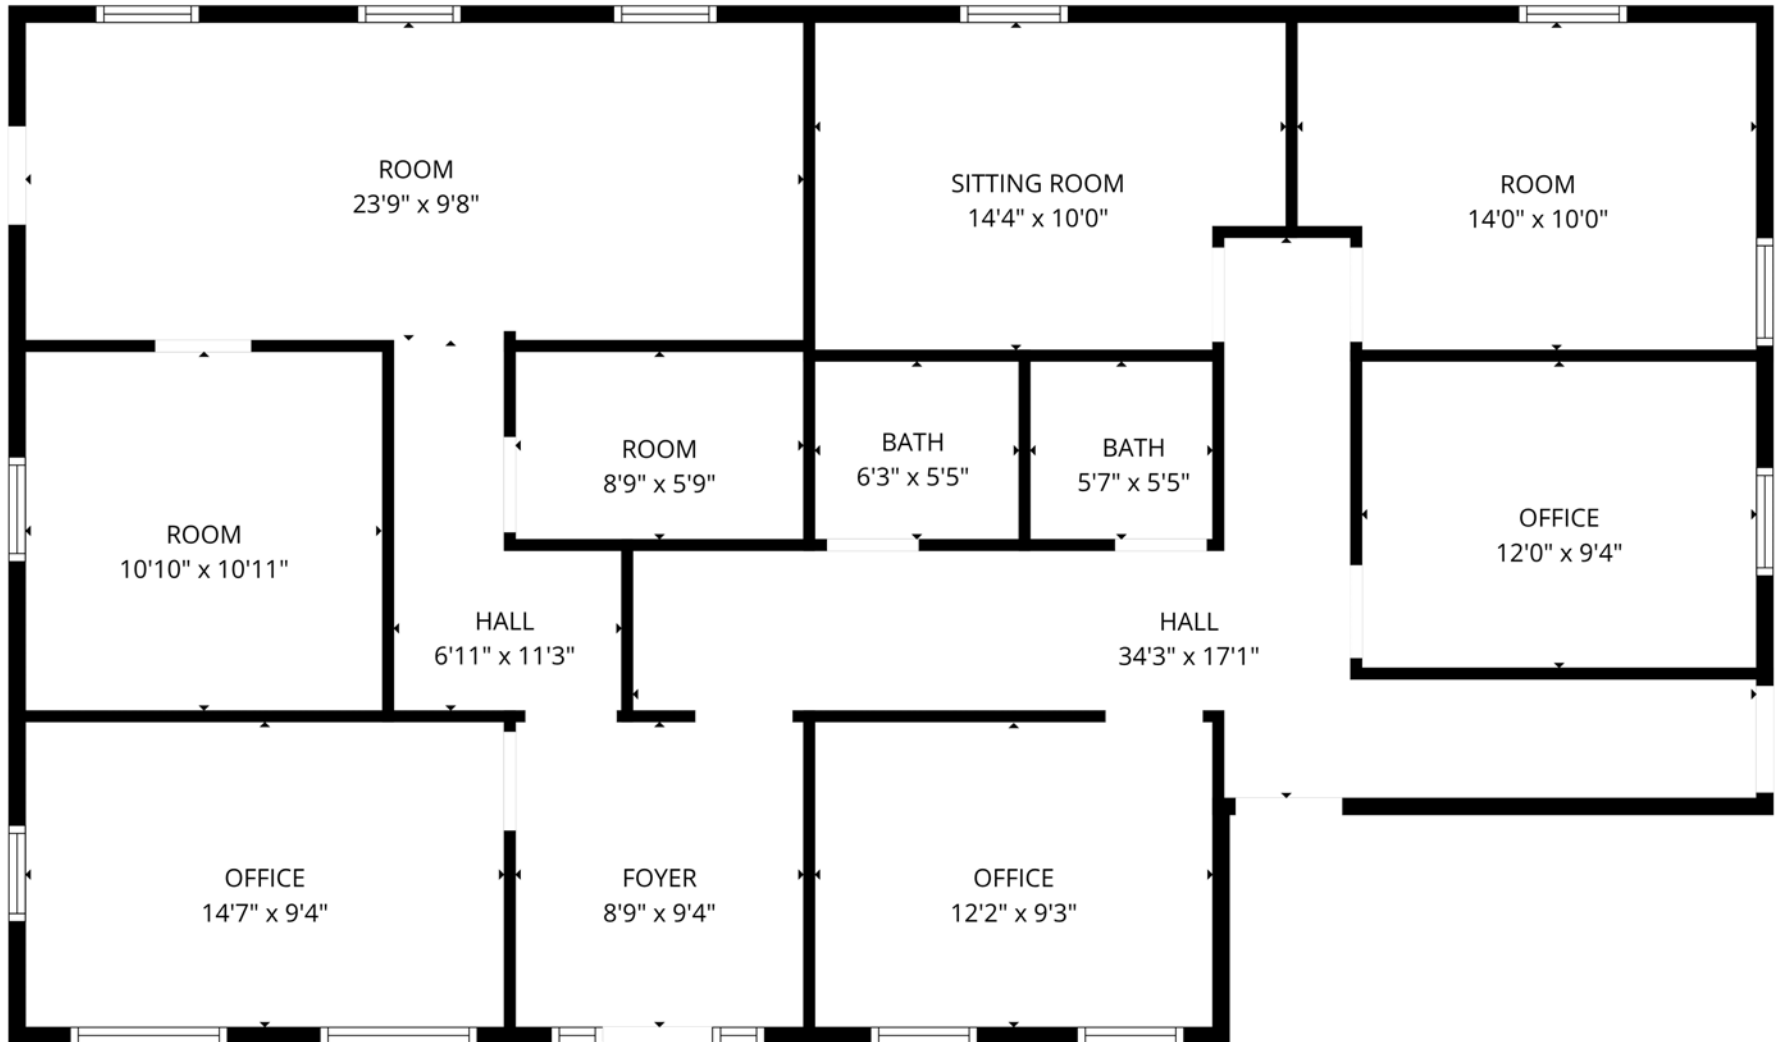 ROOM
23'9" x 9'8"
SITTING ROOM
14'4" x 10'0"
ROOM
14'0" x 10'0"
ROOM
8'9" x 5'9"
BATH
6'3" x 5'5"
BATH
5'7" x 5'5"
OFFICE
12'0" x 9'4"
ROOM
10'10" x 10'11"
HALL
6'11" x 11'3"
HALL
34'3" x 17'1"
OFFICE
14'7" x 9'4"
FOYER
8'9" x 9'4"
OFFICE
12'2" x 9'3"